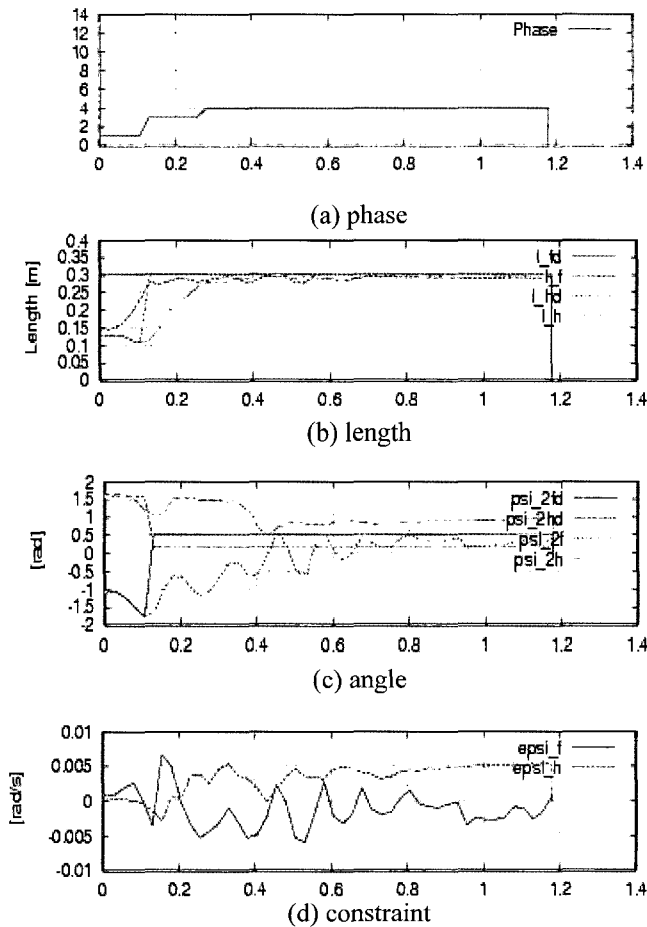 14
12
10
8
6
4
2
0
Phase
0 0.2 0.4 0.6 0.8 1 1.2 1.4
(a) phase
0.4
0.35
0.3
0.25
0.2
0.15
0.1
0.05
0
Length [m]
l_fd
l_hd
l_h
0 0.2 0.4 0.6 0.8 1 1.2 1.4
(b) length
2
1.5
1
0.5
0
-0.5
-1
-1.5
-2
[rad]
psi_2fd
psi_2hd
psi_2f
psi_2h
0 0.2 0.4 0.6 0.8 1 1.2 1.4
(c) angle
0.01
0.005
0
-0.005
-0.01
[rad/s]
epsi_f
epsi_h
0 0.2 0.4 0.6 0.8 1 1.2 1.4
(d) constraint